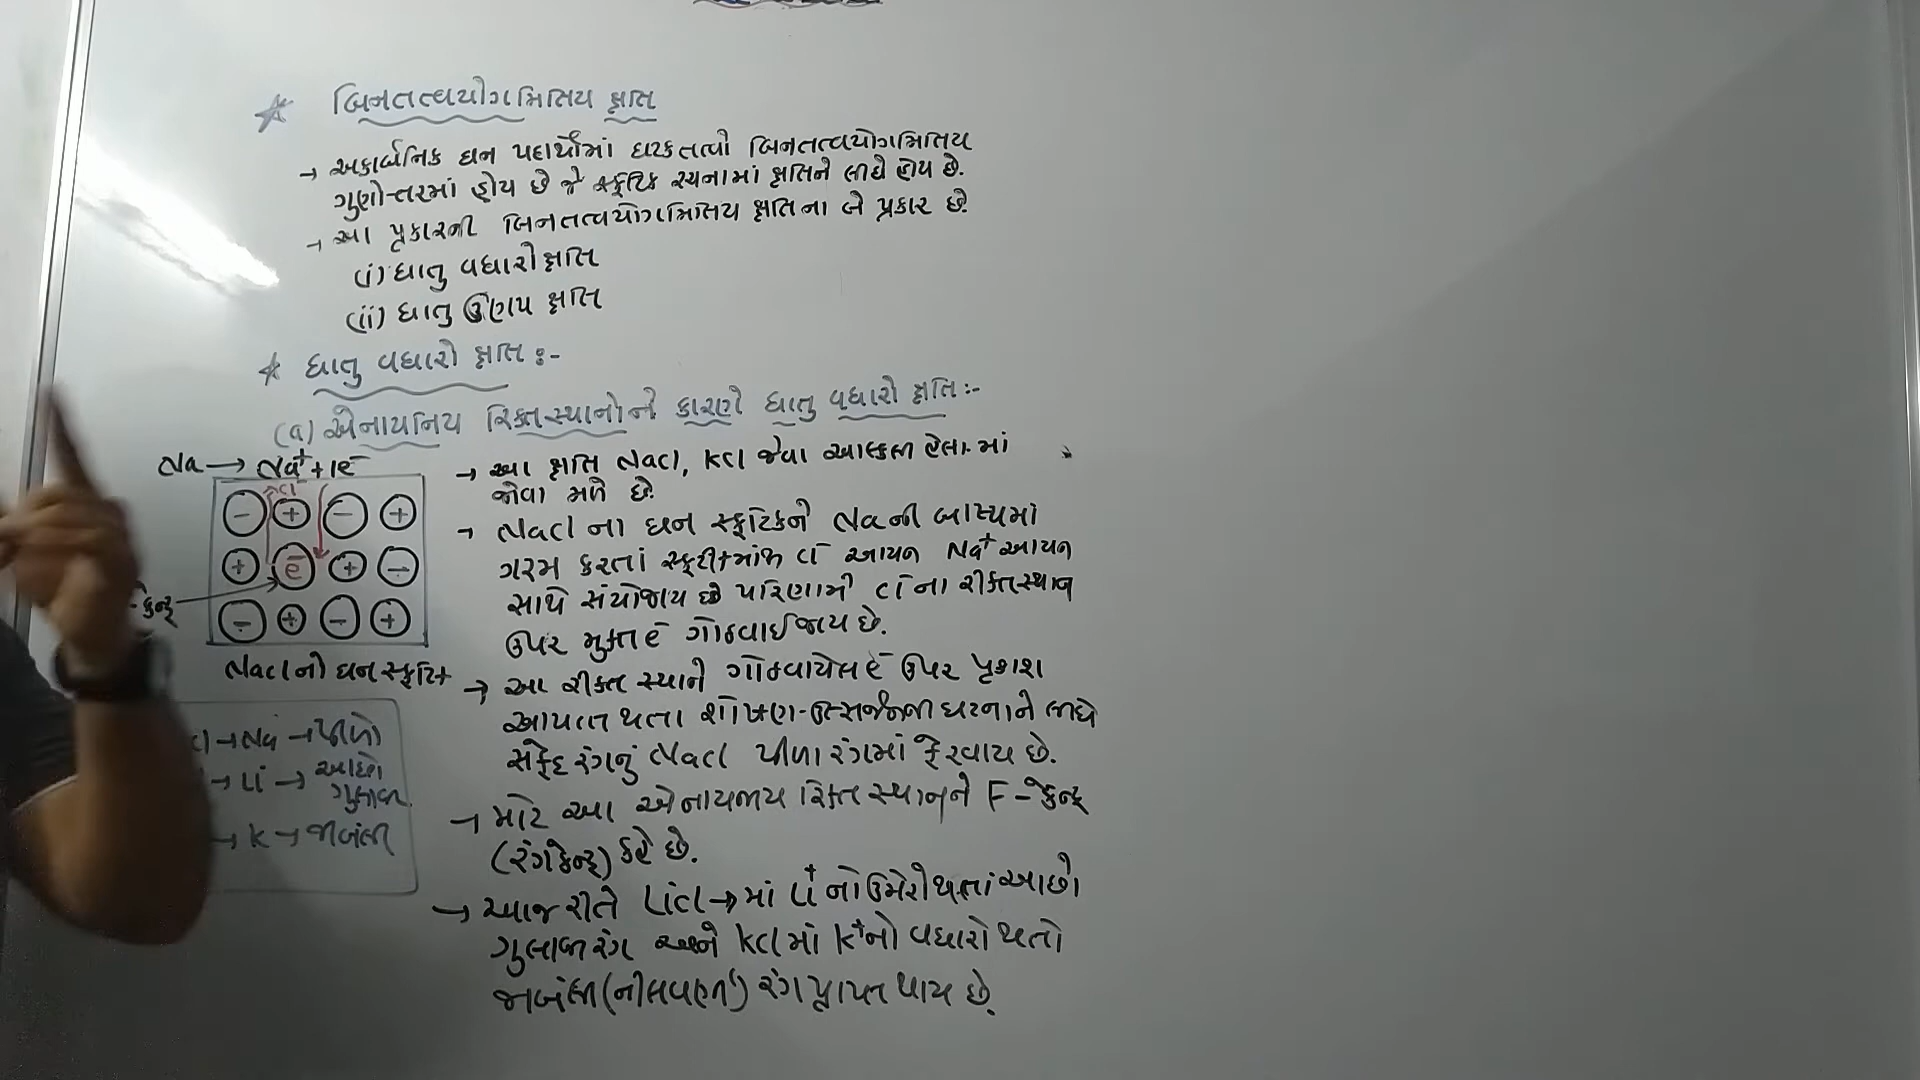 બિનતત્વયોગમિતિય ક્ષતિ
→ અકાર્બનિક ઘન પદાર્થોમાં ઘટકતત્વો બિનતત્વયોગમિતિય
ગુણોત્તરમાં હોય છે જે સ્ફટિક રચનામાં ક્ષતિને લીધે હોય છે.
→ આ પ્રકારની બિનતત્વયોગમિતિય ક્ષતિના બે પ્રકાર છે.
(i) ધાતુ વધારો ક્ષતિ
(ii) ધાતુ ઉણપ ક્ષતિ
ધાતુ વધારો ક્ષતિ :-
(a) એનાયનિય રિક્તસ્થાનોને કારણે ધાતુ વધારો ક્ષતિ :-
Na → Na⁺ + 1e⁻
Cl⁻
- + - +
+ e⁻ + -
- + - +
- કેન્દ્ર
NaCl નો ઘન સ્ફટિક
→ આ ક્ષતિ NaCl, KCl જેવા આલ્કલી હેલા. માં
જોવા મળે છે.
→ NaCl ના ઘન સ્ફટિકને Na ની બાષ્પમાં
ગરમ કરતાં સ્ફટીકમાંના Cl⁻ આયન Na⁺ આયન
સાથે સંયોજાય છે પરિણામે Cl⁻ ના રીક્તસ્થાન
ઉપર મુક્ત e⁻ ગોઠવાઈ જાય છે.
→ આ રીક્ત સ્થાને ગોઠવાયેલ e⁻ ઉપર પ્રકાશ
આપાત થતા શોષણ-ઉત્સર્જનની ઘટનાને લીધે
સફેદ રંગનું NaCl પીળા રંગમાં ફેરવાય છે.
→ માટે આ એનાયનીય રિક્ત સ્થાનને F-કેન્દ્ર
(રંગકેન્દ્ર) કહે છે.
→ આજ રીતે LiCl → માં Li⁺ નો ઉમેરો થતાં આછો
ગુલાબી રંગ અને KCl માં K⁺ નો વધારો થતો
જાંબલી (નીલવર્ણી) રંગ પ્રાપ્ત થાય છે.
l → Na → પીળો
→ Li → આછો
ગુલાબી
→ K → જાંબલી